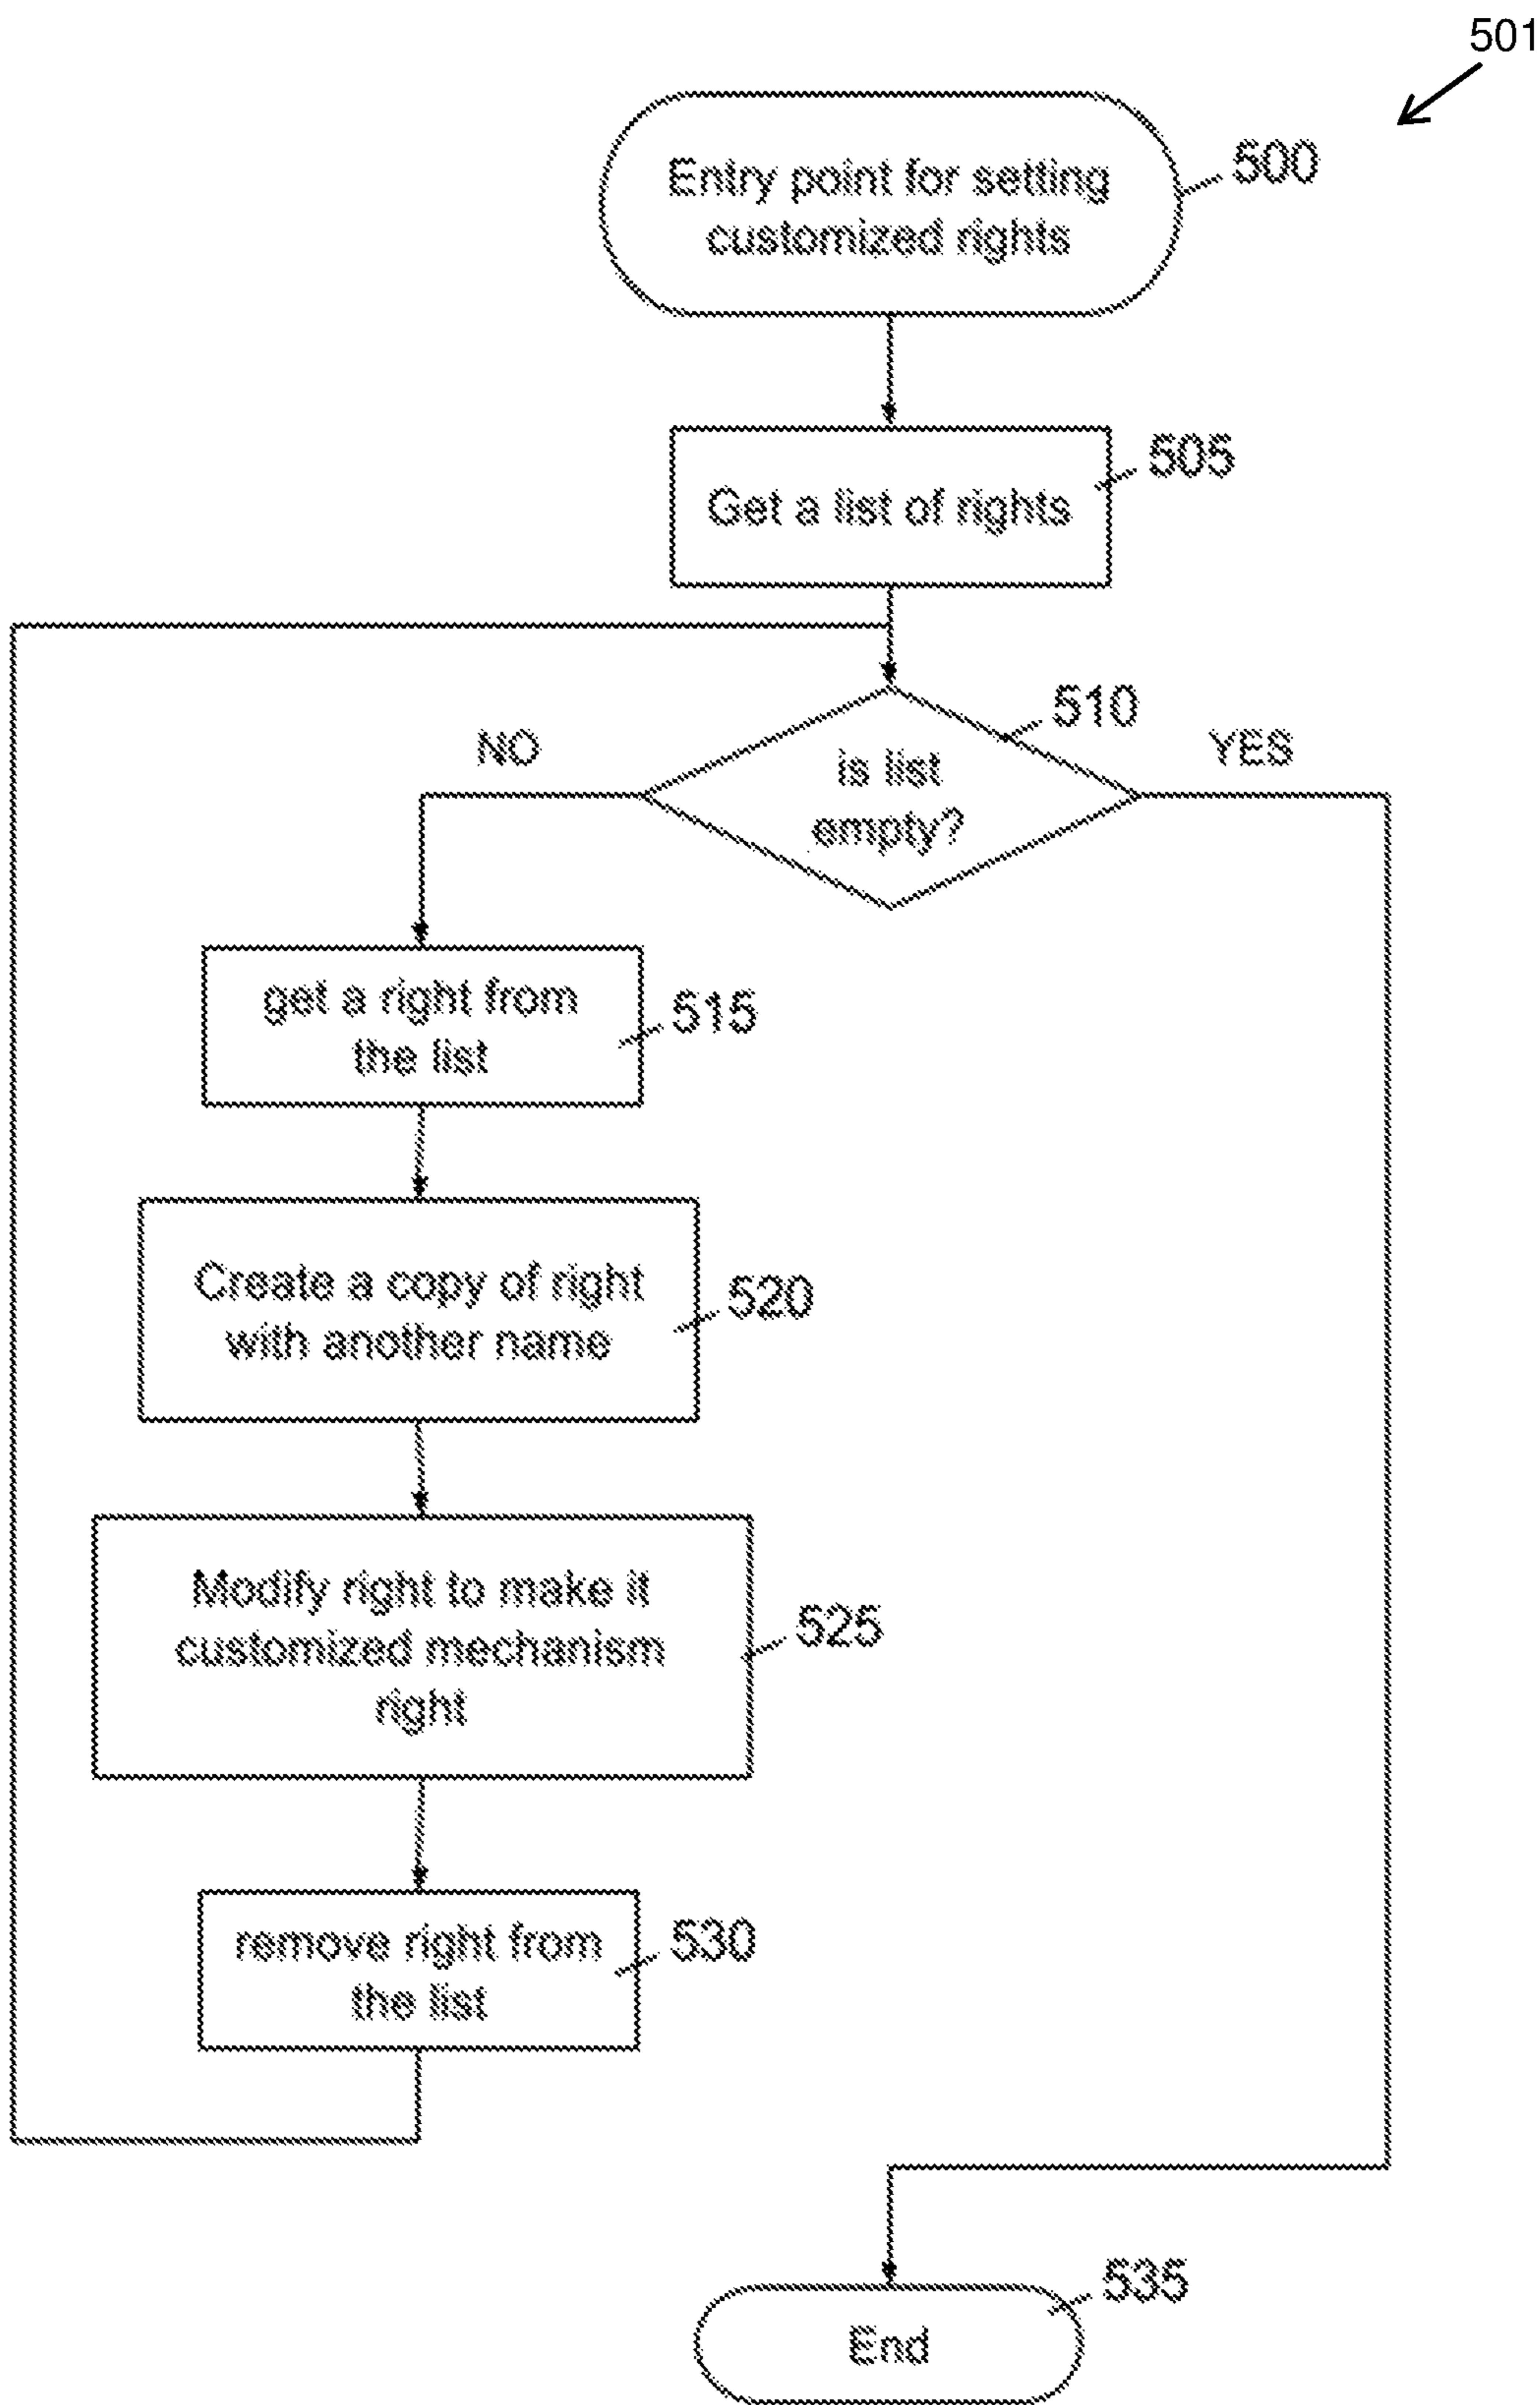 501
Entry point for setting
customized rights
500
Get a list of rights
505
is list
empty?
510
NO
YES
get a right from
the list
515
Create a copy of right
with another name
520
Modify right to make it
customized mechanism
right
525
remove right from
the list
530
End
535